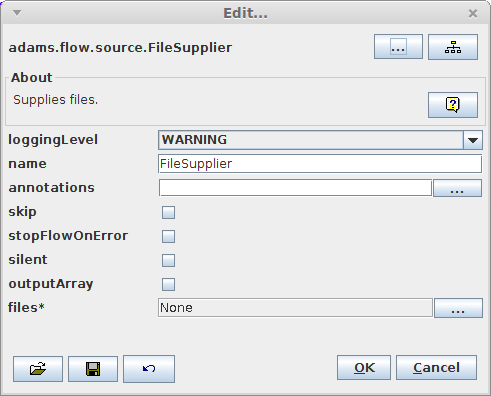 Edit...
adams.flow.source.FileSupplier
...
About
Supplies files.
?
loggingLevel WARNING
name FileSupplier
annotations ...
skip
stopFlowOnError
silent
outputArray
files* None ...
OK Cancel